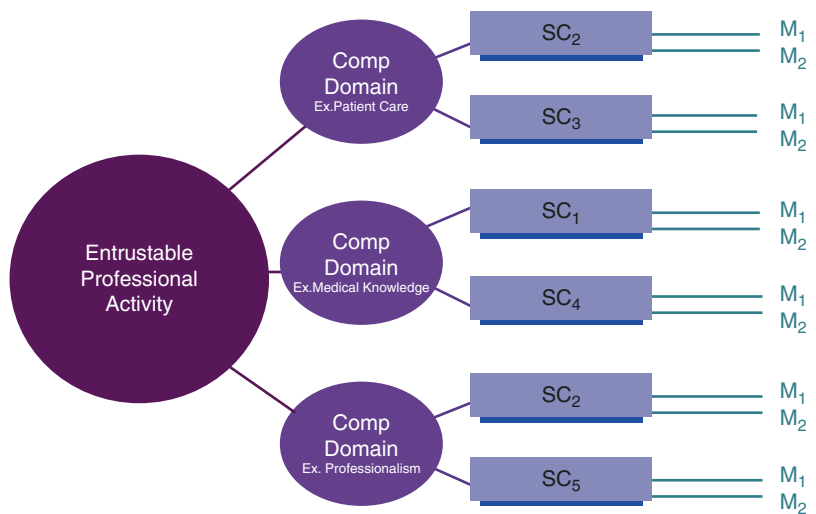 Entrustable
Professional
Activity
Comp
Domain
Ex.Patient Care
SC₂
M₁
M₂
SC₃
M₁
M₂
Comp
Domain
Ex.Medical Knowledge
SC₁
M₁
M₂
SC₄
M₁
M₂
Comp
Domain
Ex. Professionalism
SC₂
M₁
M₂
SC₅
M₁
M₂